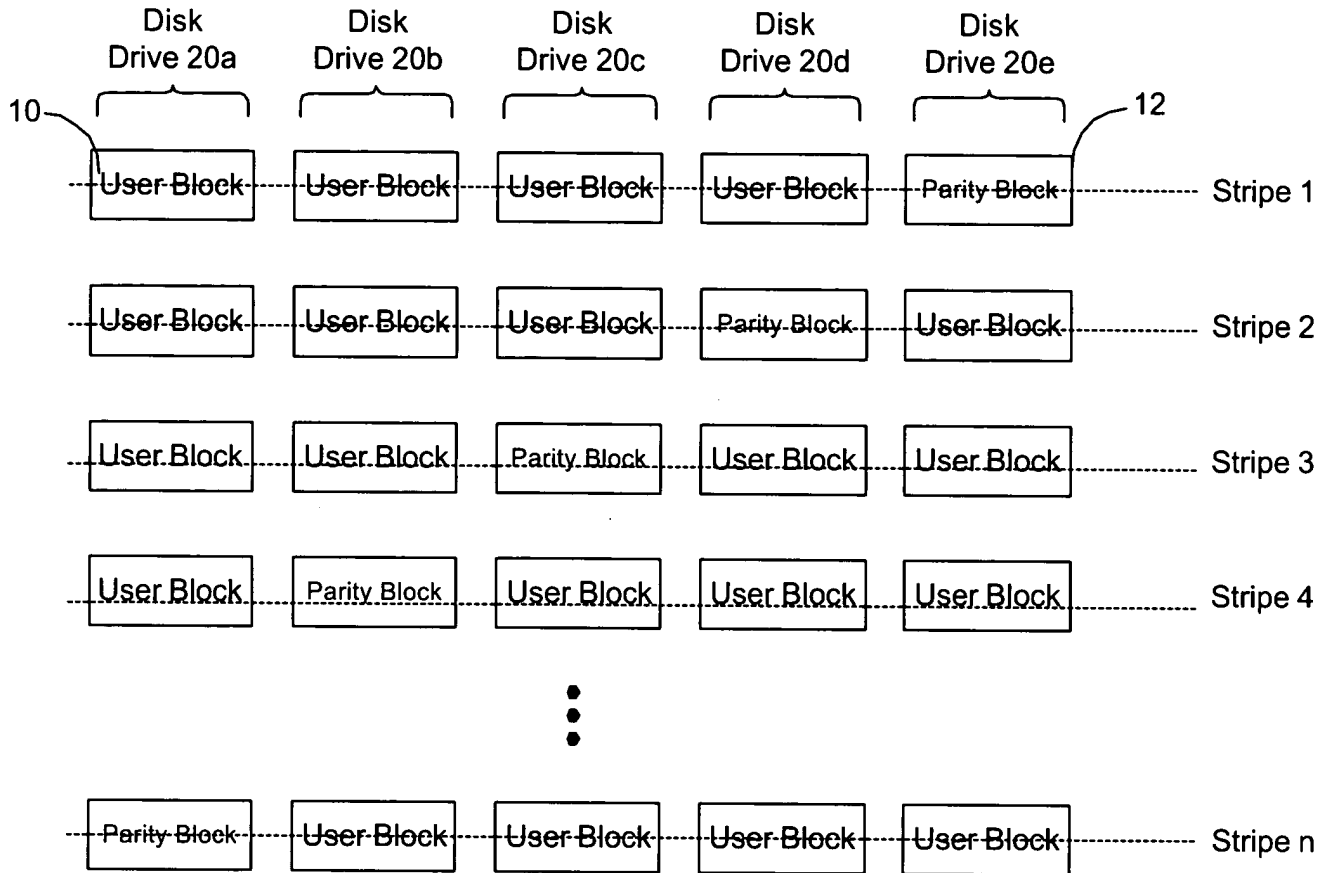 Disk Drive 20a Disk Drive 20b Disk Drive 20c Disk Drive 20d Disk Drive 20e
10 12
User Block User Block User Block User Block Parity Block Stripe 1
User Block User Block User Block Parity Block User Block Stripe 2
User Block User Block Parity Block User Block User Block Stripe 3
User Block Parity Block User Block User Block User Block Stripe 4
Parity Block User Block User Block User Block User Block Stripe n